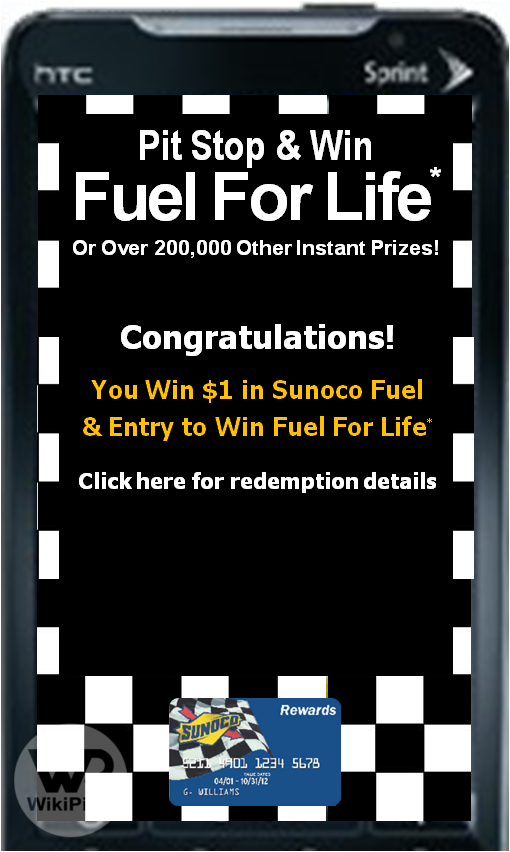 hTC Sprint
Pit Stop & Win
Fuel For Life*
Or Over 200,000 Other Instant Prizes!
Congratulations!
You Win $1 in Sunoco Fuel
& Entry to Win Fuel For Life*
Click here for redemption details
Rewards
SUNOCO
5211 4901 1234 5678
VALID DATES
04/01 - 10/31/12
G. WILLIAMS
WikiPi